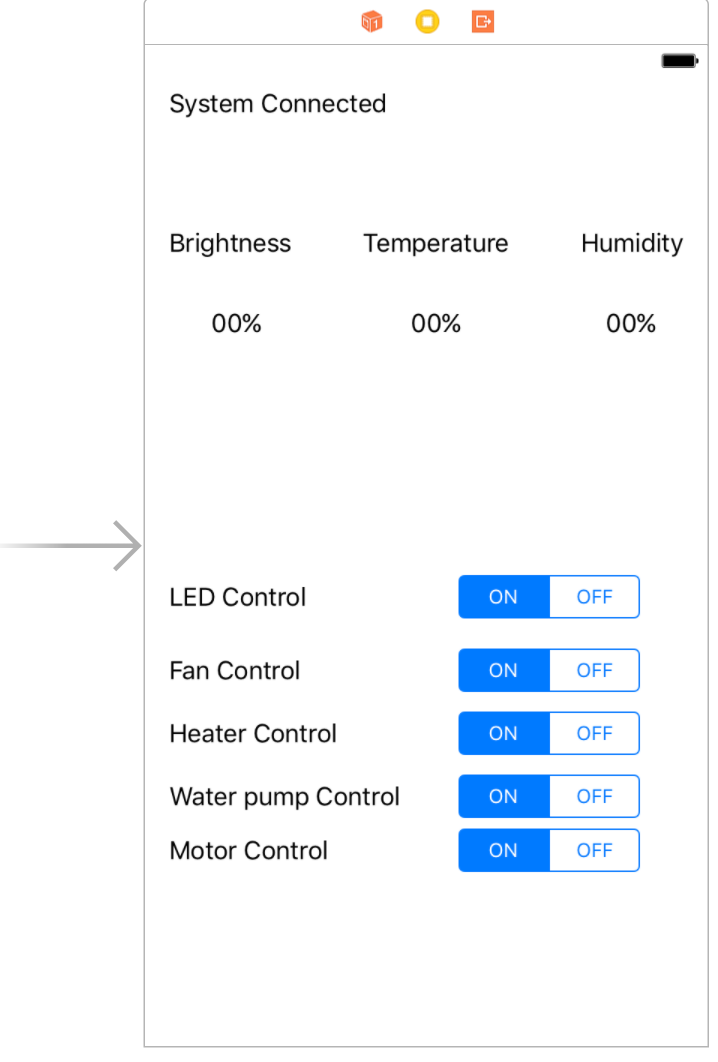 System Connected
Brightness Temperature Humidity
00% 00% 00%
LED Control ON OFF
Fan Control ON OFF
Heater Control ON OFF
Water pump Control ON OFF
Motor Control ON OFF